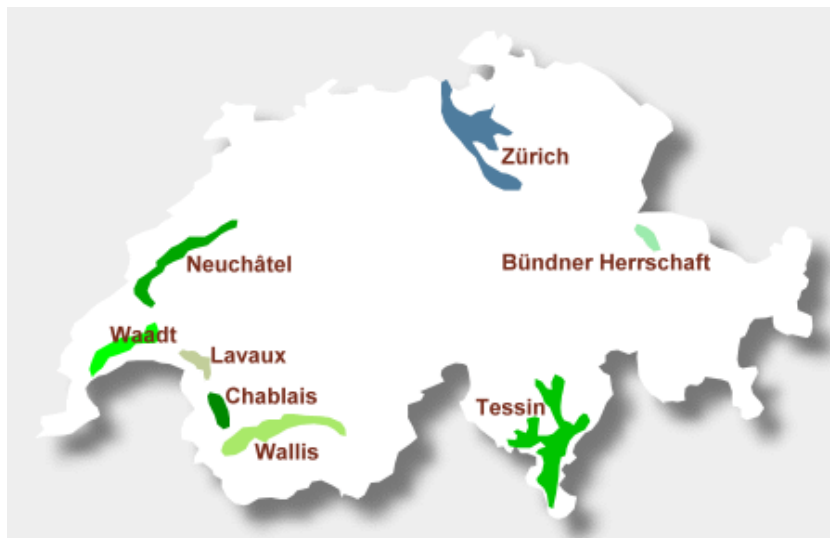 Zürich
Neuchâtel
Bündner Herrschaft
Waadt
Lavaux
Chablais
Tessin
Wallis